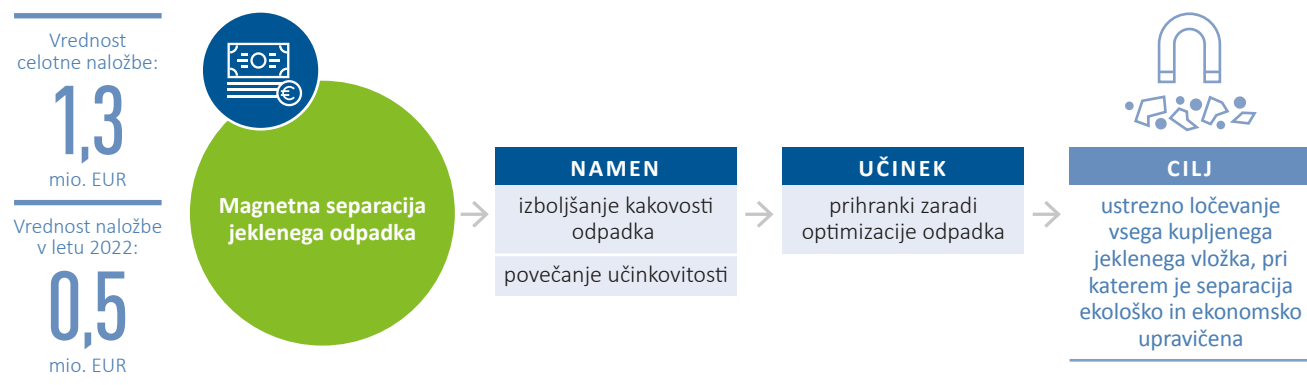 Vrednost
celotne naložbe:
1,3
mio. EUR
Vrednost naložbe
v letu 2022:
0,5
mio. EUR
€
Magnetna separacija
jeklenega odpadka
NAMEN
izboljšanje kakovosti
odpadka
povečanje učinkovitosti
UČINEK
prihranki zaradi
optimizacije odpadka
CILJ
ustrezno ločevanje
vsega kupljenega
jeklenega vložka, pri
katerem je separacija
ekološko in ekonomsko
upravičena